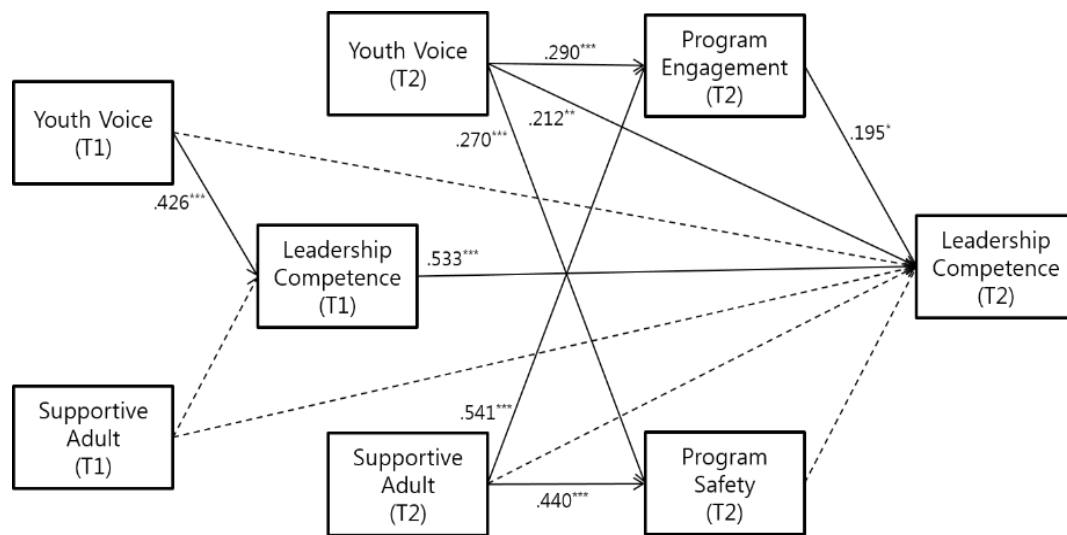 Youth Voice
(T1)
.426***
Supportive
Adult
(T1)
Leadership
Competence
(T1)
.533***
Youth Voice
(T2)
.290***
.212**
.270***
Supportive
Adult
(T2)
.541***
.440***
Program
Engagement
(T2)
.195*
Program
Safety
(T2)
Leadership
Competence
(T2)